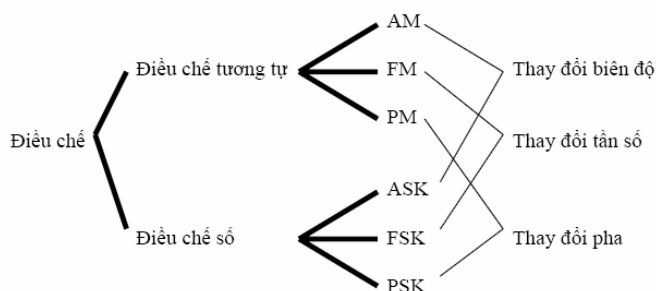 AM
Điều chế tương tự
FM
Thay đổi biên độ
PM
Điều chế
Thay đổi tần số
ASK
Điều chế số
FSK
Thay đổi pha
PSK